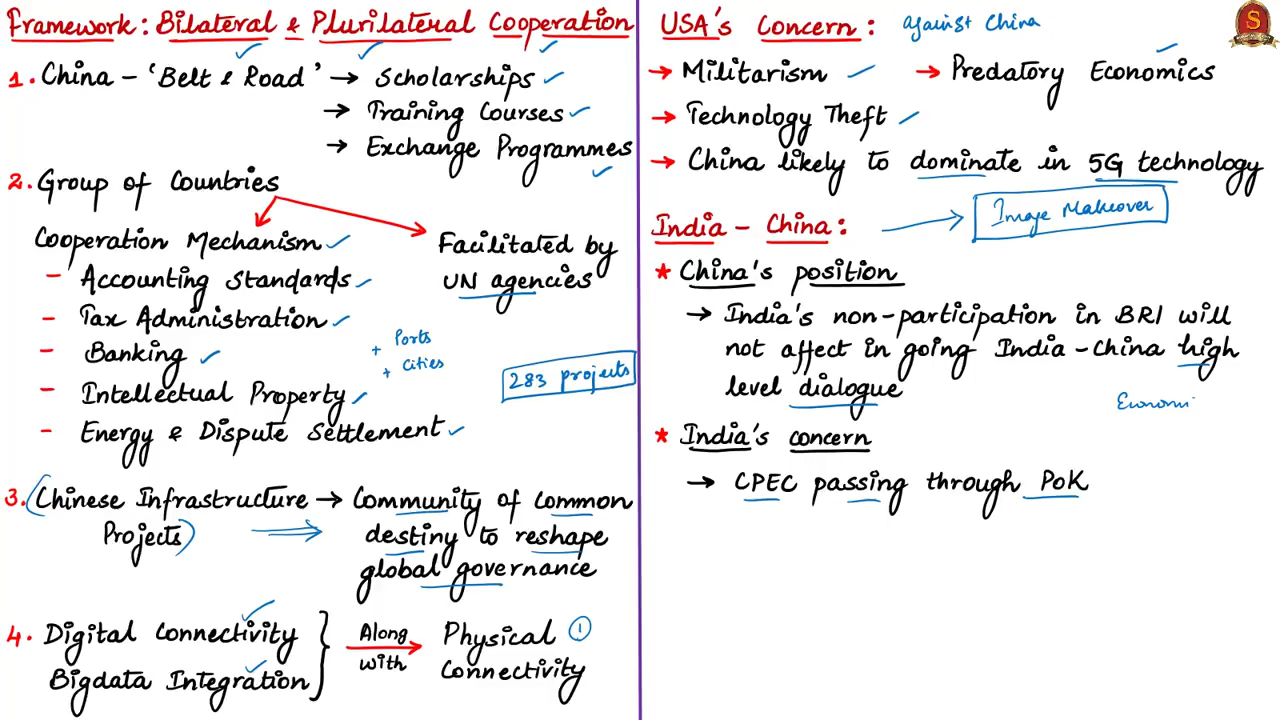 Framework: Bilateral & Plurilateral Cooperation
1. China – 'Belt & Road' → Scholarships
→ Training Courses
→ Exchange Programmes
2. Group of Countries
Cooperation Mechanism
- Accounting Standards
- Tax Administration
- Banking
- Intellectual Property
- Energy & Dispute Settlement
Facilitated by
UN agencies
+ Ports
+ Cities
283 projects
3. (Chinese Infrastructure → Community of common
Projects) destiny to reshape
global governance
4. Digital Connectivity
Bigdata Integration
Along
with
Physical 1
Connectivity
USA's Concern: against China
→ Militarism → Predatory Economics
→ Technology Theft
→ China likely to dominate in 5G technology
India - China: Image Makeover
* China's position
→ India's non-participation in BRI will
not affect in going India-China high
level dialogue
Economi
* India's concern
→ CPEC passing through PoK
S